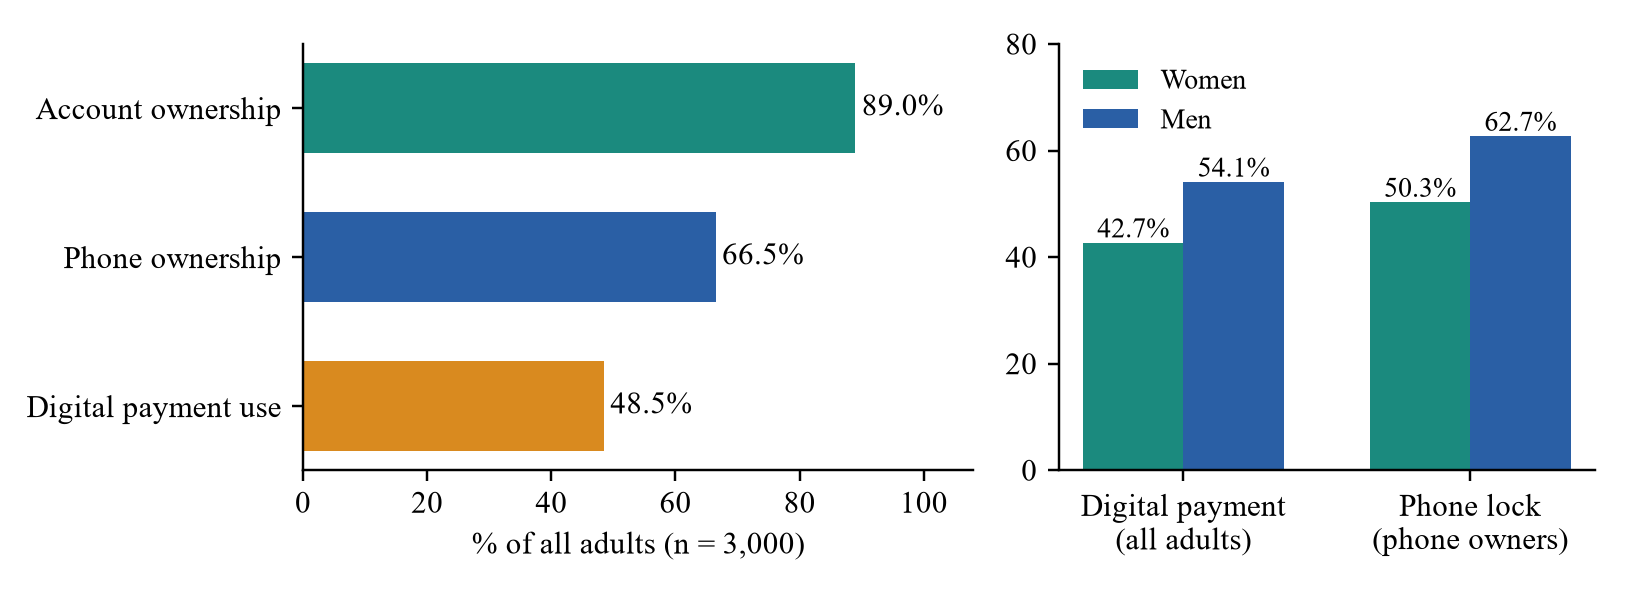 Account ownership
89.0%
Phone ownership
66.5%
Digital payment use
48.5%
0 20 40 60 80 100
% of all adults (n = 3,000)
80
60
40
20
0
Women
Men
42.7%
54.1%
50.3%
62.7%
Digital payment
(all adults)
Phone lock
(phone owners)